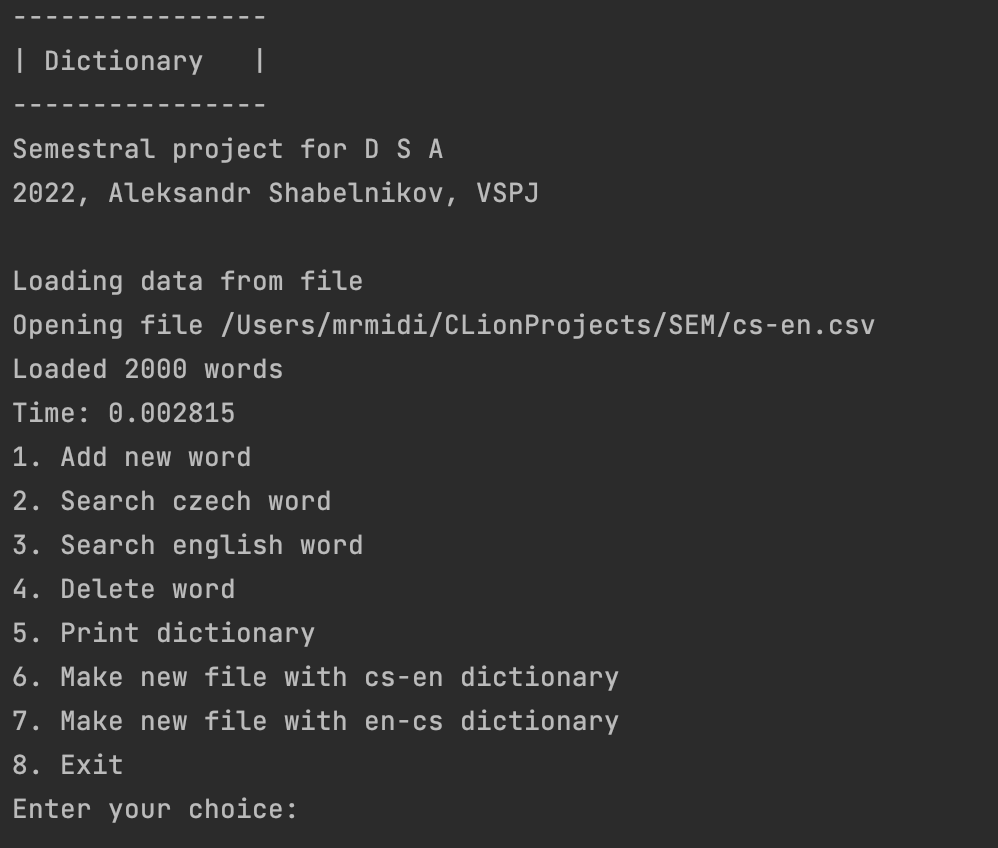 ----------------
| Dictionary   |
----------------
Semestral project for D S A
2022, Aleksandr Shabelnikov, VSPJ

Loading data from file
Opening file /Users/mrmidi/CLionProjects/SEM/cs-en.csv
Loaded 2000 words
Time: 0.002815
1. Add new word
2. Search czech word
3. Search english word
4. Delete word
5. Print dictionary
6. Make new file with cs-en dictionary
7. Make new file with en-cs dictionary
8. Exit
Enter your choice: